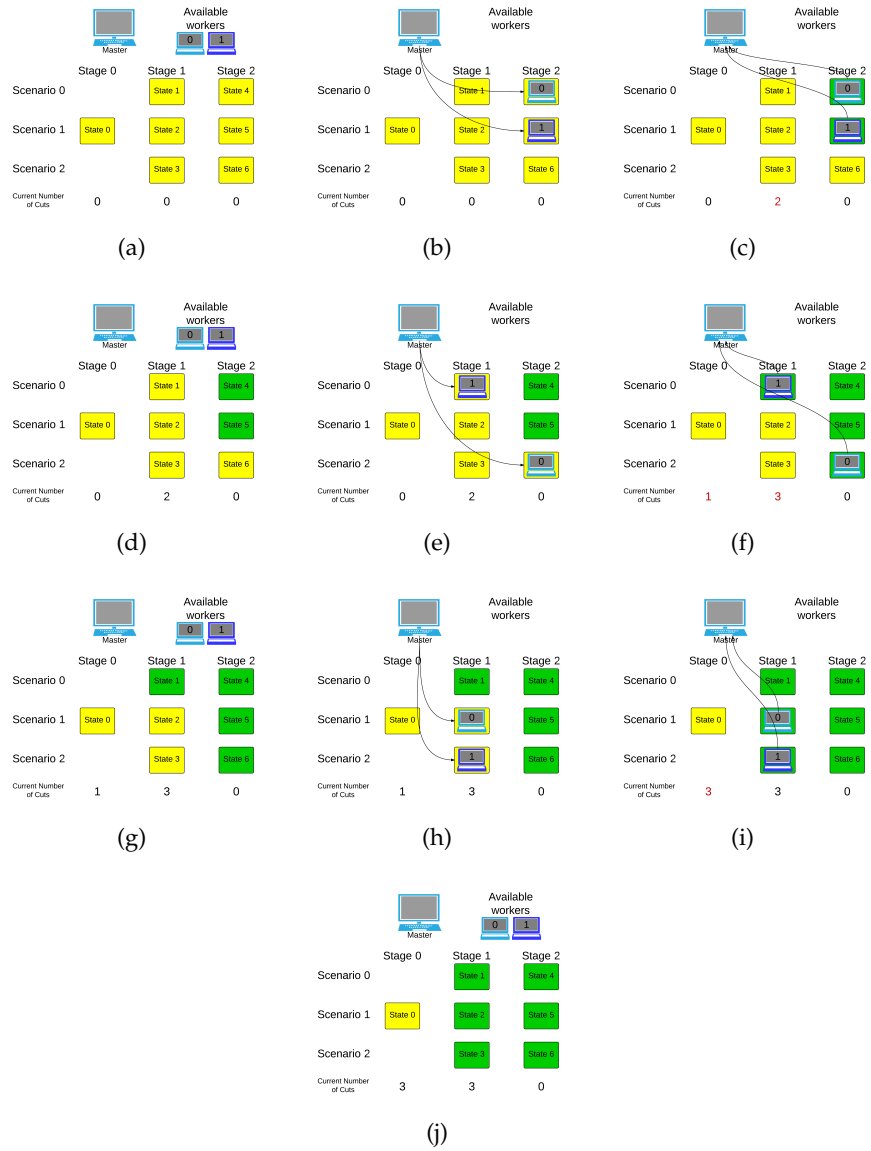 Available
workers
0 1
Master
Stage 0 Stage 1 Stage 2
Scenario 0 State 1 State 4
Scenario 1 State 0 State 2 State 5
Scenario 2 State 3 State 6
Current Number
of Cuts
0 0 0
(a)
Available
workers
Master
Stage 0 Stage 1 Stage 2
Scenario 0 State 1 0
Scenario 1 State 0 State 2 1
Scenario 2 State 3 State 6
Current Number
of Cuts
0 0 0
(b)
Available
workers
Master
Stage 0 Stage 1 Stage 2
Scenario 0 State 1 0
Scenario 1 State 0 State 2 1
Scenario 2 State 3 State 6
Current Number
of Cuts
0 2 0
(c)
Available
workers
0 1
Master
Stage 0 Stage 1 Stage 2
Scenario 0 State 1 State 4
Scenario 1 State 0 State 2 State 5
Scenario 2 State 3 State 6
Current Number
of Cuts
0 2 0
(d)
Available
workers
Master
Stage 0 Stage 1 Stage 2
Scenario 0 1 State 4
Scenario 1 State 0 State 2 State 5
Scenario 2 State 3 0
Current Number
of Cuts
0 2 0
(e)
Available
workers
Master
Stage 0 Stage 1 Stage 2
Scenario 0 1 State 4
Scenario 1 State 0 State 2 State 5
Scenario 2 State 3 0
Current Number
of Cuts
1 3 0
(f)
Available
workers
0 1
Master
Stage 0 Stage 1 Stage 2
Scenario 0 State 1 State 4
Scenario 1 State 0 State 2 State 5
Scenario 2 State 3 State 6
Current Number
of Cuts
1 3 0
(g)
Available
workers
Master
Stage 0 Stage 1 Stage 2
Scenario 0 State 1 State 4
Scenario 1 State 0 0 State 5
Scenario 2 1 State 6
Current Number
of Cuts
1 3 0
(h)
Available
workers
Master
Stage 0 Stage 1 Stage 2
Scenario 0 State 1 State 4
Scenario 1 State 0 0 State 5
Scenario 2 1 State 6
Current Number
of Cuts
3 3 0
(i)
Available
workers
0 1
Master
Stage 0 Stage 1 Stage 2
Scenario 0 State 1 State 4
Scenario 1 State 0 State 2 State 5
Scenario 2 State 3 State 6
Current Number
of Cuts
3 3 0
(j)